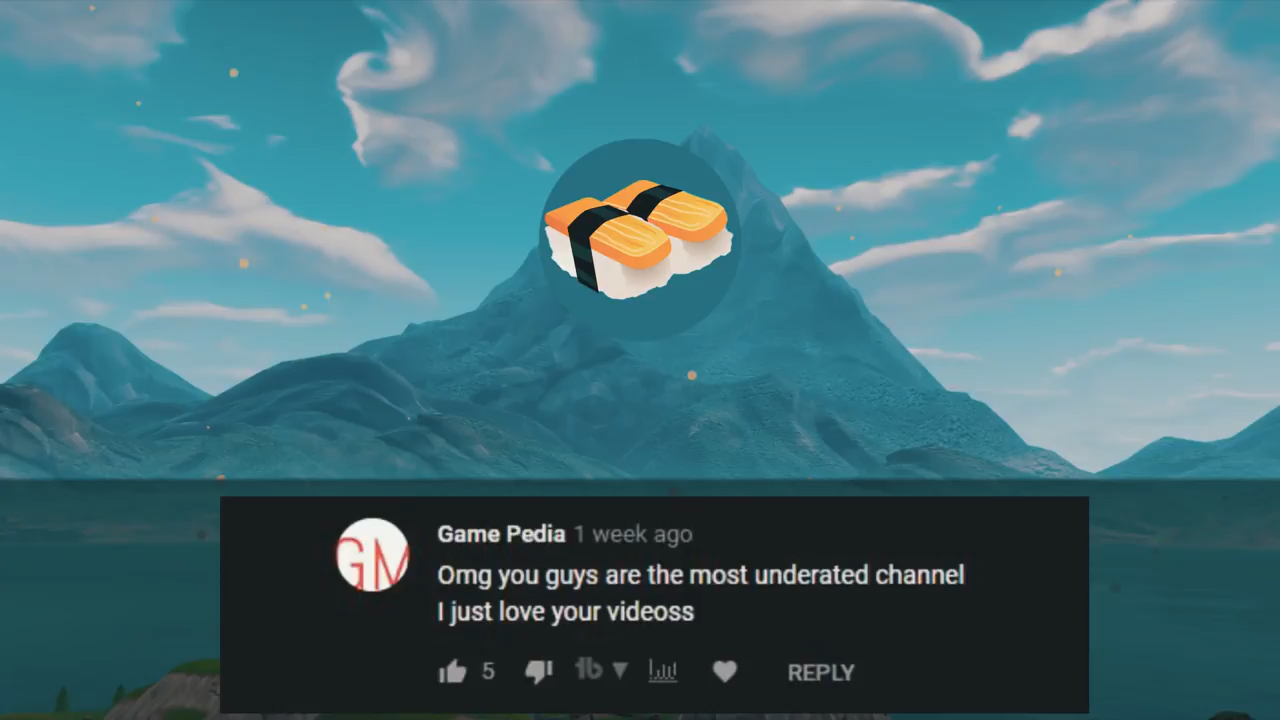 GM
Game Pedia 1 week ago
Omg you guys are the most underated channel
I just love your videoss
5
REPLY